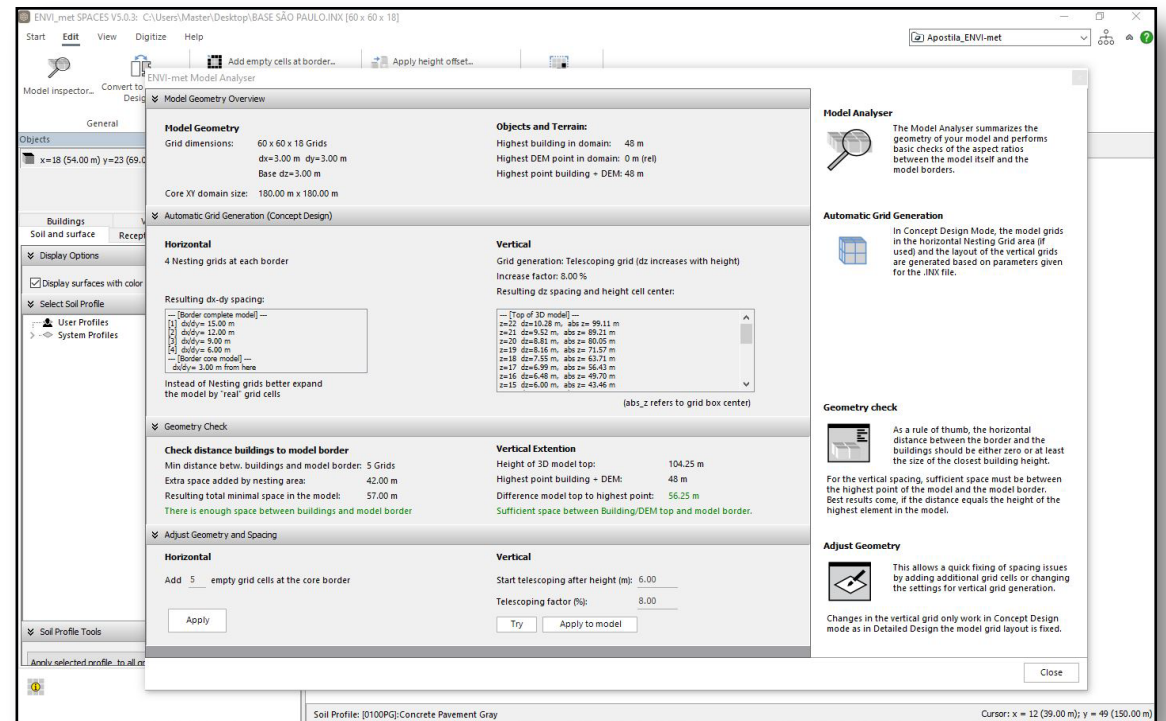 ENVI_met SPACES V5.0.3: C:\Users\Master\Desktop\BASE SÃO PAULO.INX [60 x 60 x 18]
Start Edit View Digitize Help
Apostila_ENVI-met
Add empty cells at border...
Apply height offset...
Model inspector...
Convert to
Desig
General
Objects
x=18 (54.00 m) y=23 (69.0
Buildings
Soil and surface Recept
Display Options
Display surfaces with color
Select Soil Profile
User Profiles
System Profiles
Soil Profile Tools
Apply selected profile to all gr
ENVI-met Model Analyser
Model Geometry Overview
Model Geometry
Grid dimensions: 60 x 60 x 18 Grids
dx=3.00 m dy=3.00 m
Base dz=3.00 m
Core XY domain size: 180.00 m x 180.00 m
Objects and Terrain:
Highest building in domain: 48 m
Highest DEM point in domain: 0 m (rel)
Highest point building + DEM: 48 m
Automatic Grid Generation (Concept Design)
Horizontal
4 Nesting grids at each border
Resulting dx-dy spacing:
--- [Border complete model] ---
[1] dx/dy= 15.00 m
[2] dx/dy= 12.00 m
[3] dx/dy= 9.00 m
[4] dx/dy= 6.00 m
--- [Border core model] ---
dx/dy= 3.00 m from here
Instead of Nesting grids better expand
the model by "real" grid cells
Vertical
Grid generation: Telescoping grid (dz increases with height)
Increase factor: 8.00 %
Resulting dz spacing and height cell center:
--- [Top of 3D model] ---
z=22 dz=10.28 m, abs z= 99.11 m
z=21 dz=9.52 m, abs z= 89.21 m
z=20 dz=8.81 m, abs z= 80.05 m
z=19 dz=8.16 m, abs z= 71.57 m
z=18 dz=7.55 m, abs z= 63.71 m
z=17 dz=6.99 m, abs z= 56.43 m
z=16 dz=6.48 m, abs z= 49.70 m
z=15 dz=6.00 m, abs z= 43.46 m
(abs_z refers to grid box center)
Geometry Check
Check distance buildings to model border
Min distance betw. buildings and model border: 5 Grids
Extra space added by nesting area: 42.00 m
Resulting total minimal space in the model: 57.00 m
There is enough space between buildings and model border
Vertical Extention
Height of 3D model top: 104.25 m
Highest point building + DEM: 48 m
Difference model top to highest point: 56.25 m
Sufficient space between Building/DEM top and model border.
Adjust Geometry and Spacing
Horizontal
Add 5 empty grid cells at the core border
Apply
Vertical
Start telescoping after height (m): 6.00
Telescoping factor (%): 8.00
Try Apply to model
Model Analyser
The Model Analyser summarizes the
geometry of your model and performs
basic checks of the aspect ratios
between the model itself and the
model borders.
Automatic Grid Generation
In Concept Design Mode, the model grids
in the horizontal Nesting Grid area (if
used) and the layout of the vertical grids
are generated based on parameters given
for the .INX file.
Geometry check
As a rule of thumb, the horizontal
distance between the border and the
buildings should be either zero or at least
the size of the closest building height.
For the vertical spacing, sufficient space must be between
the highest point of the model and the model border.
Best results come, if the distance equals the height of the
highest element in the model.
Adjust Geometry
This allows a quick fixing of spacing issues
by adding additional grid cells or changing
the settings for vertical grid generation.
Changes in the vertical grid only work in Concept Design
mode as in Detailed Design the model grid layout is fixed.
Close
Soil Profile: [0100PG]:Concrete Pavement Gray
Cursor: x = 12 (39.00 m); y = 49 (150.00 m)